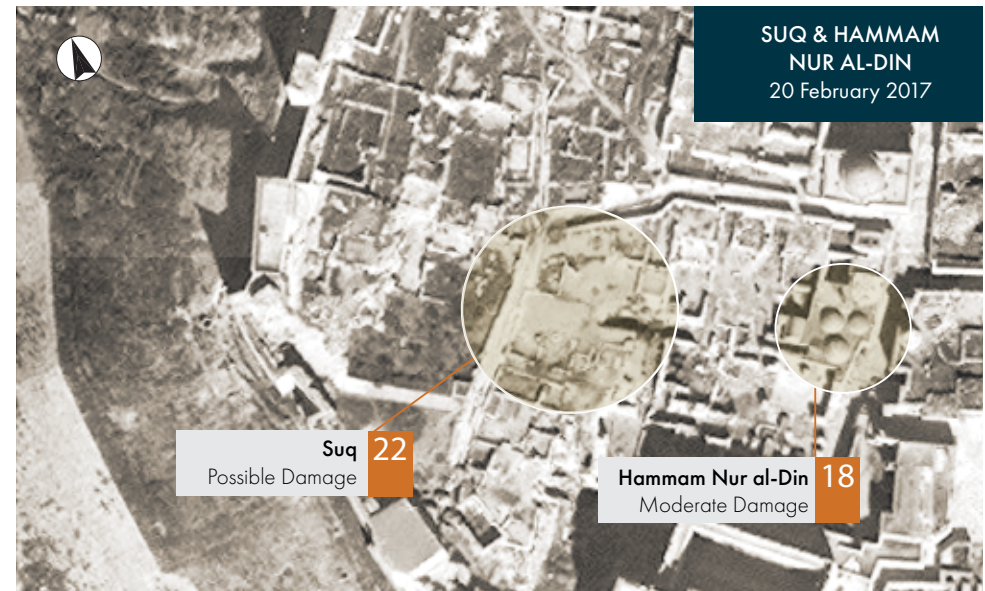 SUQ & HAMMAM
NUR AL-DIN
20 February 2017
Suq 22
Possible Damage
Hammam Nur al-Din 18
Moderate Damage